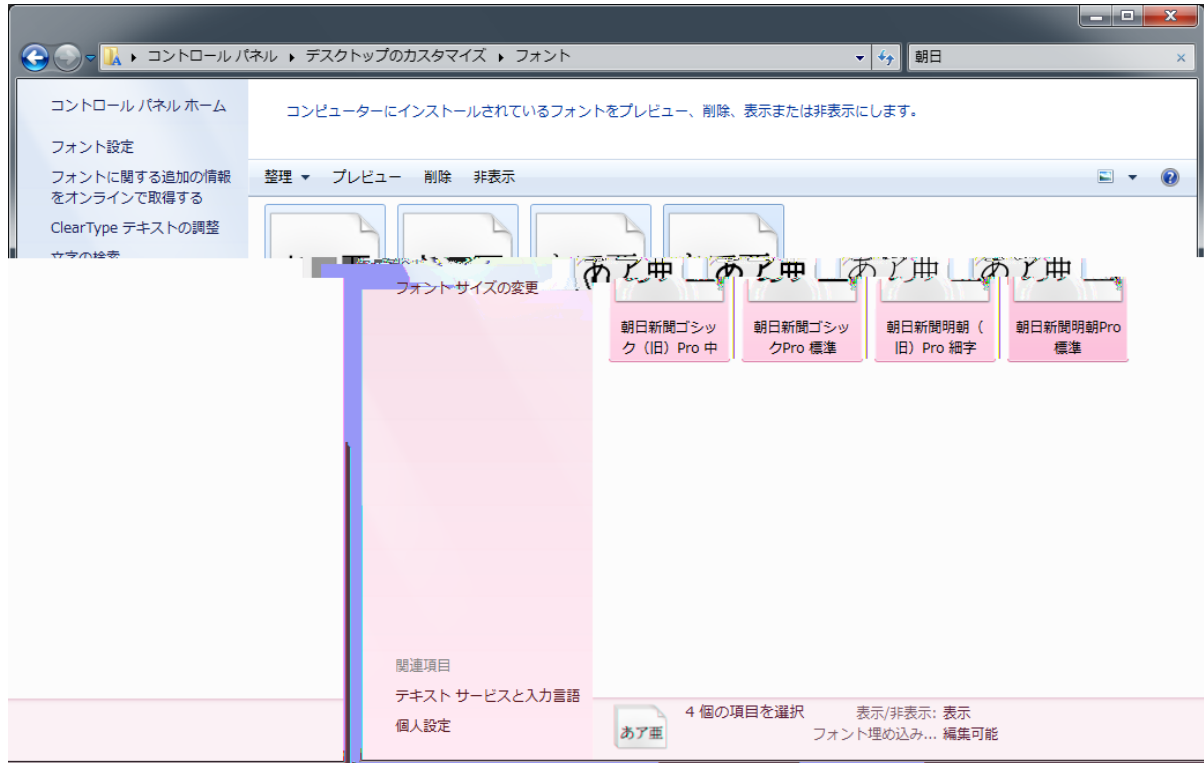 コントロール パネル ▸ デスクトップのカスタマイズ ▸ フォント
朝日
コントロール パネル ホーム
フォント設定
フォントに関する追加の情報
をオンラインで取得する
ClearType テキストの調整
コンピューターにインストールされているフォントをプレビュー、削除、表示または非表示にします。
整理 プレビュー 削除 非表示
あア亜 あア亜 あア亜 あア亜
フォント サイズの変更
朝日新聞ゴシッ
ク（旧）Pro 中
朝日新聞ゴシッ
クPro 標準
朝日新聞明朝（
旧）Pro 細字
朝日新聞明朝Pro
標準
関連項目
テキスト サービスと入力言語
個人設定
あア亜
4 個の項目を選択
表示/非表示: 表示
フォント埋め込み... 編集可能